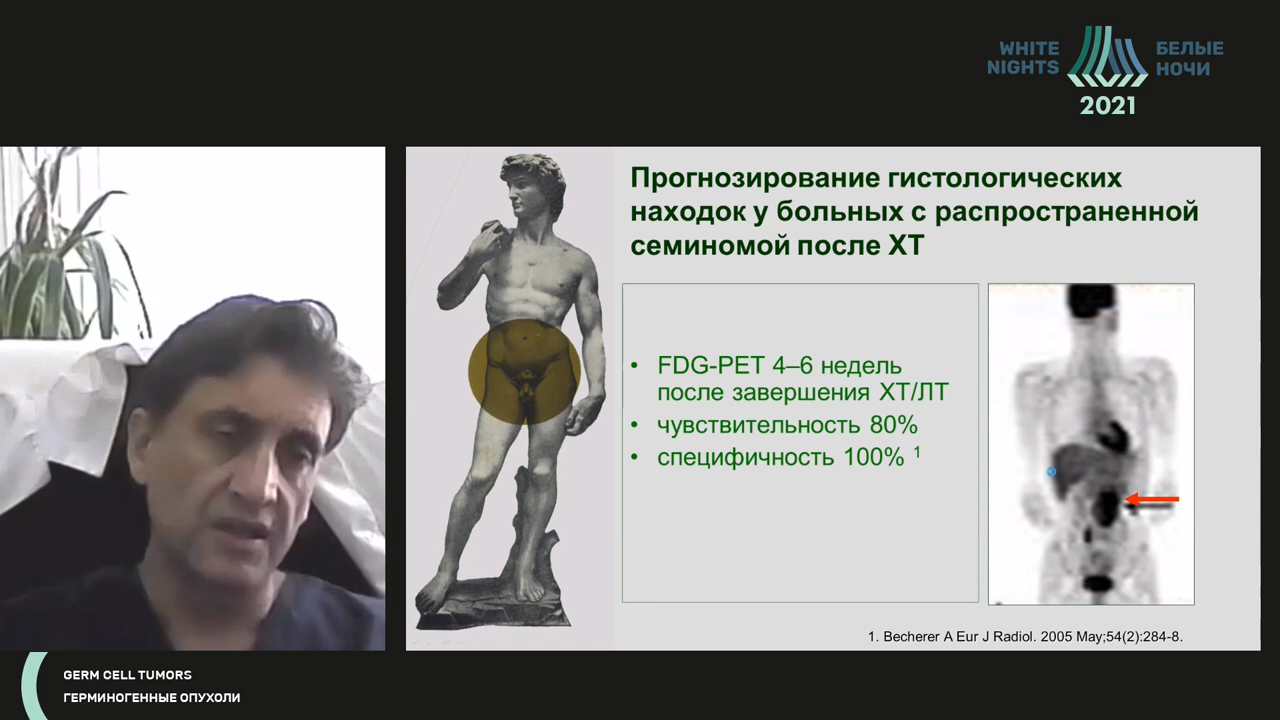 WHITE
NIGHTS
БЕЛЫЕ
НОЧИ
2021
Прогнозирование гистологических
находок у больных с распространенной
семиномой после ХТ
• FDG-PET 4–6 недель
после завершения ХТ/ЛТ
• чувствительность 80%
• специфичность 100% 1
1. Becherer A Eur J Radiol. 2005 May;54(2):284-8.
GERM CELL TUMORS
ГЕРМИНОГЕННЫЕ ОПУХОЛИ